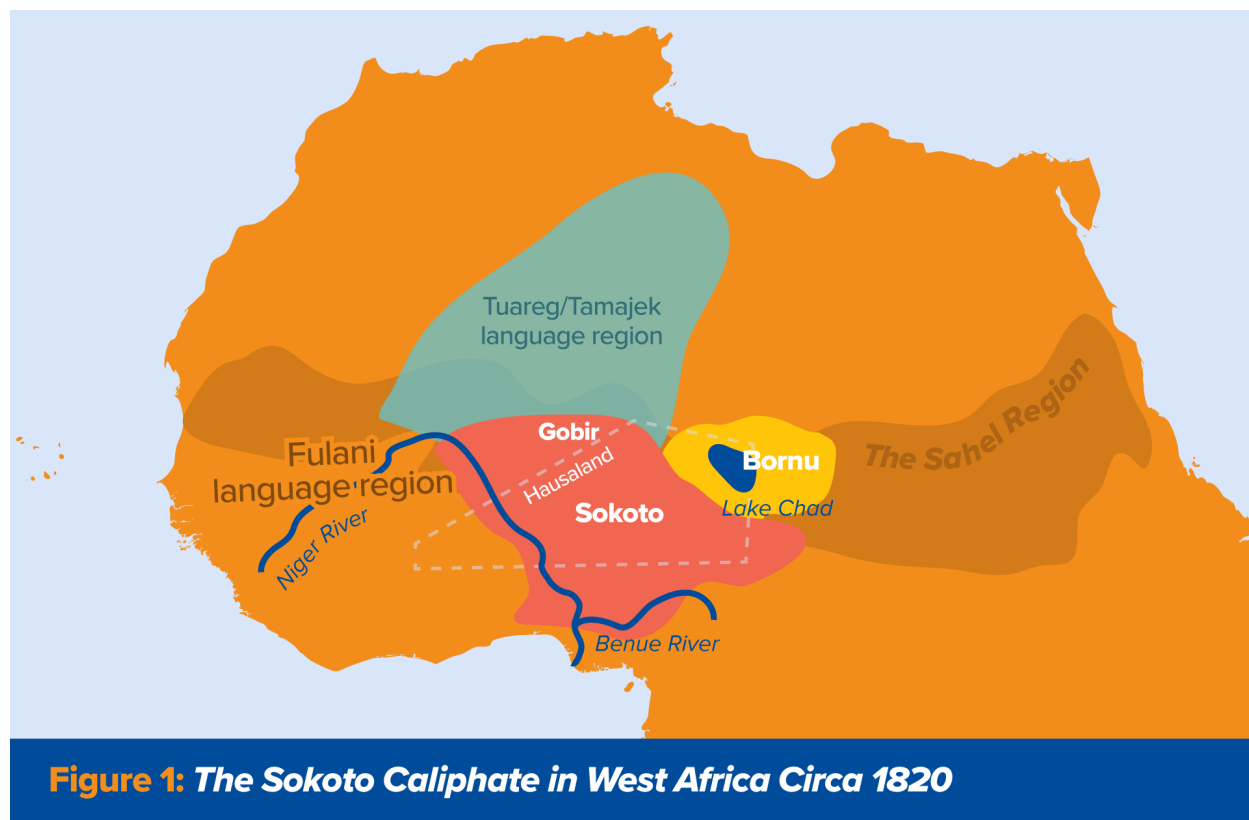 Tuareg/Tamajek
language region
The Sahel Region
Gobir
Fulani
language region
Hausaland
Bornu
Sokoto
Lake Chad
Niger River
Benue River
Figure 1: The Sokoto Caliphate in West Africa Circa 1820